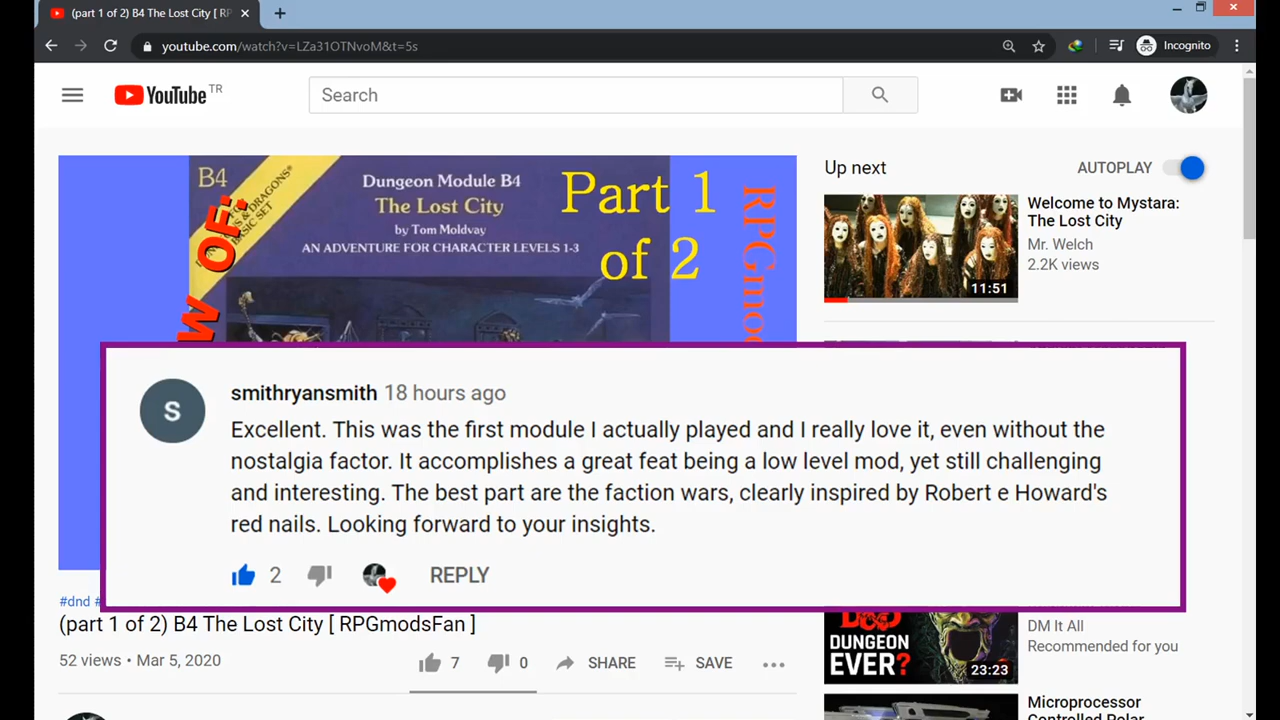 (part 1 of 2) B4 The Lost City [ RP
youtube.com/watch?v=LZa31OTNvoM&t=5s
Incognito
YouTube TR
Search
B4
Dungeon Module B4
The Lost City
by Tom Moldvay
AN ADVENTURE FOR CHARACTER LEVELS 1-3
Part 1
of 2
OF:
W
RPGmod
Up next
AUTOPLAY
Welcome to Mystara:
The Lost City
Mr. Welch
2.2K views
11:51
S
smithryansmith 18 hours ago
Excellent. This was the first module I actually played and I really love it, even without the
nostalgia factor. It accomplishes a great feat being a low level mod, yet still challenging
and interesting. The best part are the faction wars, clearly inspired by Robert e Howard's
red nails. Looking forward to your insights.
2
REPLY
#dnd #
(part 1 of 2) B4 The Lost City [ RPGmodsFan ]
52 views • Mar 5, 2020
7
0
SHARE
SAVE
DUNGEON
EVER?
23:23
DM It All
Recommended for you
Microprocessor
Controlled Polar